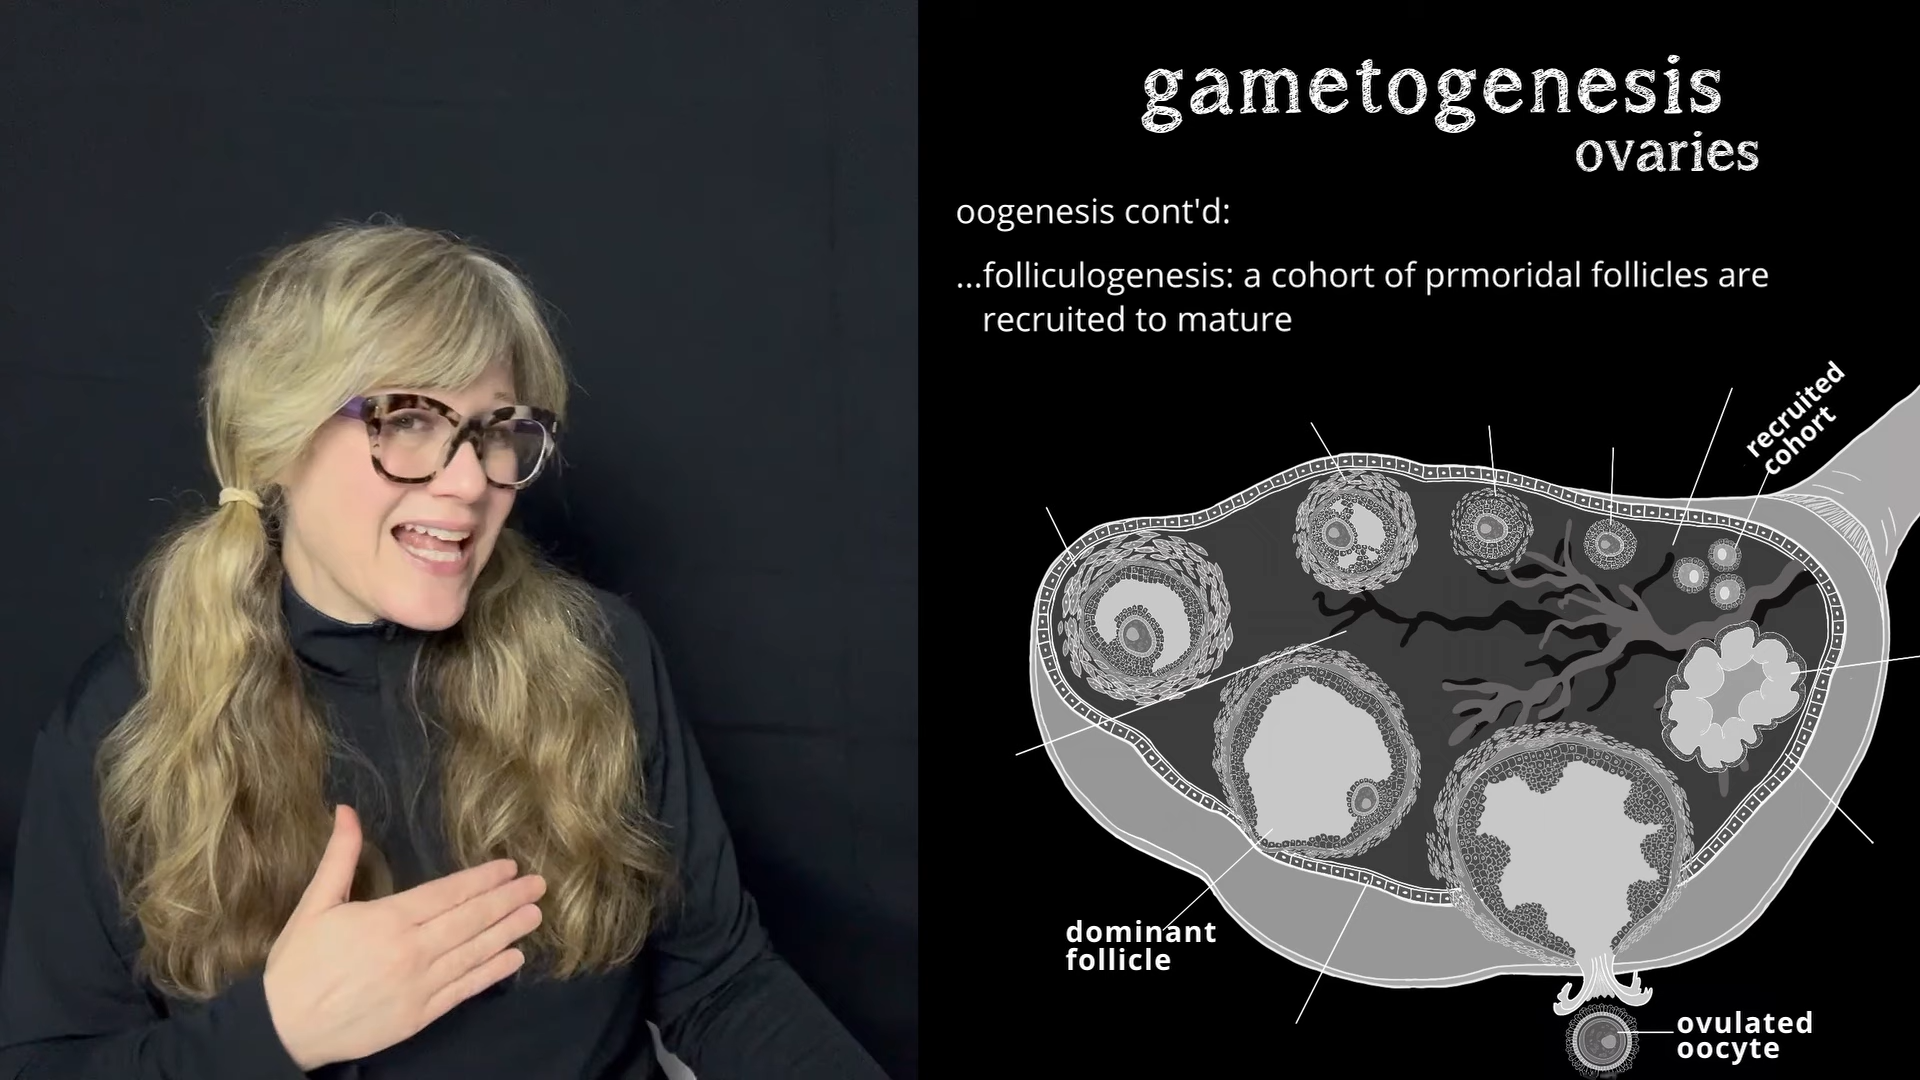 gametogenesis
ovaries
oogenesis cont'd:
...folliculogenesis: a cohort of prmoridal follicles are
recruited to mature
recruited
cohort
dominant
follicle
ovulated
oocyte